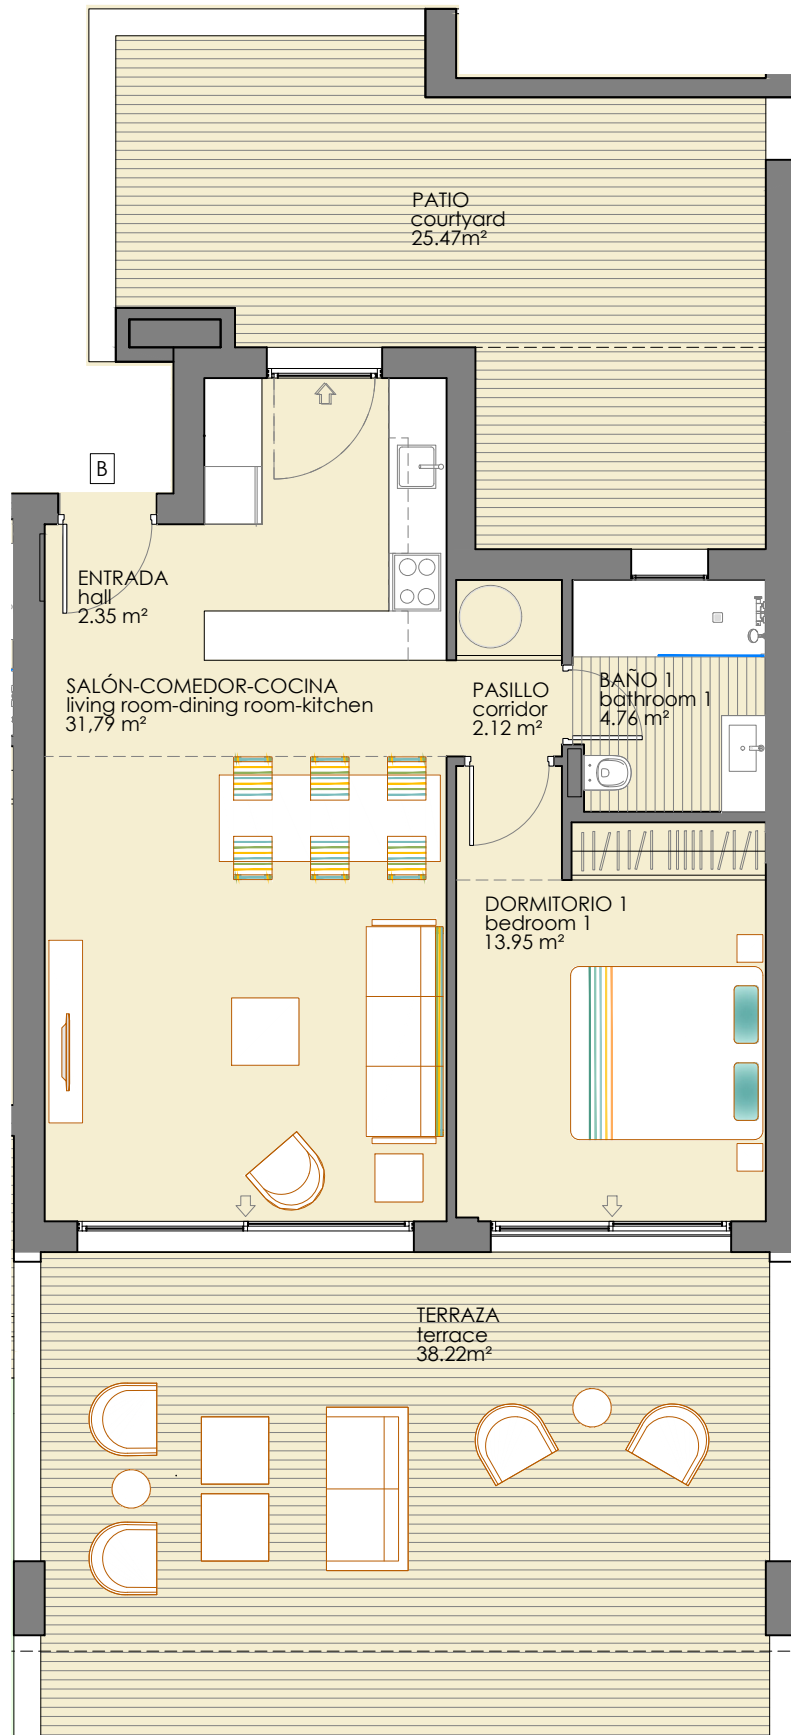 PATIO
courtyard
25.47m²
B
ENTRADA
hall
2.35 m²
SALÓN-COMEDOR-COCINA
living room-dining room-kitchen
31,79 m²
PASILLO
corridor
2.12 m²
BAÑO 1
bathroom 1
4.76 m²
DORMITORIO 1
bedroom 1
13.95 m²
TERRAZA
terrace
38.22m²